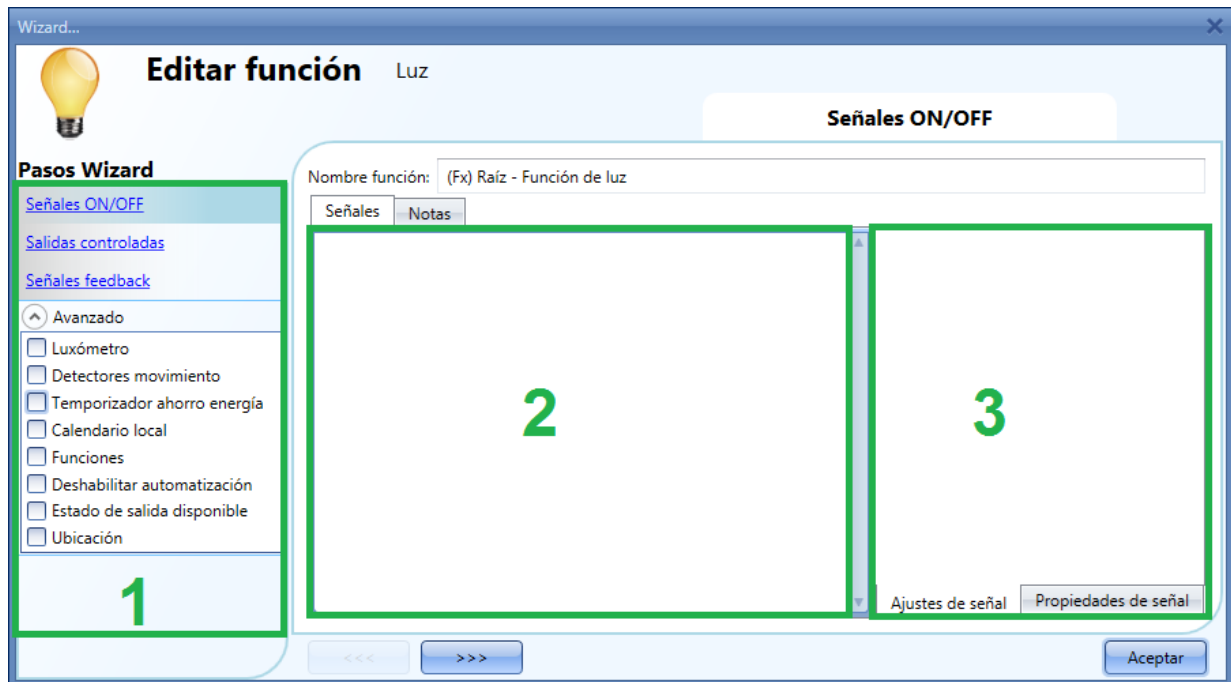 Wizard...
Editar función Luz
Señales ON/OFF
Pasos Wizard
Señales ON/OFF
Salidas controladas
Señales feedback
Avanzado
Luxómetro
Detectores movimiento
Temporizador ahorro energía
Calendario local
Funciones
Deshabilitar automatización
Estado de salida disponible
Ubicación
1
Nombre función: (Fx) Raíz - Función de luz
Señales Notas
2
3
Ajustes de señal Propiedades de señal
<<< >>> Aceptar